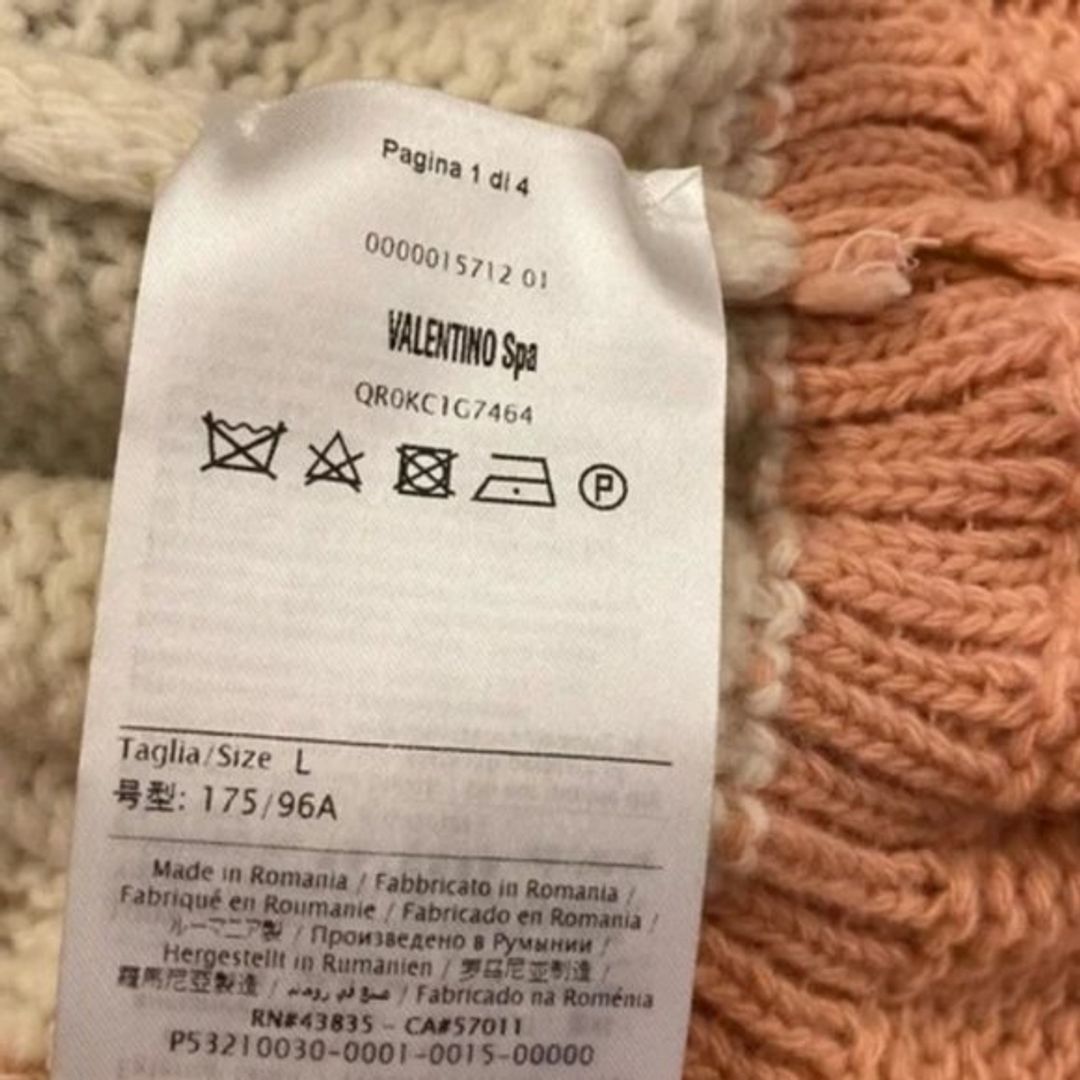 Pagina 1 di 4
0000015712 01
VALENTINO Spa
QR0KC1G7464
P
Taglia/Size L
号型: 175/96A
Made in Romania / Fabbricato in Romania /
Fabriqué en Roumanie / Fabricado en Romania /
ルーマニア製 / Произведено в Румынии /
Hergestellt in Rumänien / 罗马尼亚制造 /
羅馬尼亞製造 / صنع في رومانيا / Fabricado na Roménia
RN#43835 - CA#57011
P53210030-0001-0015-00000